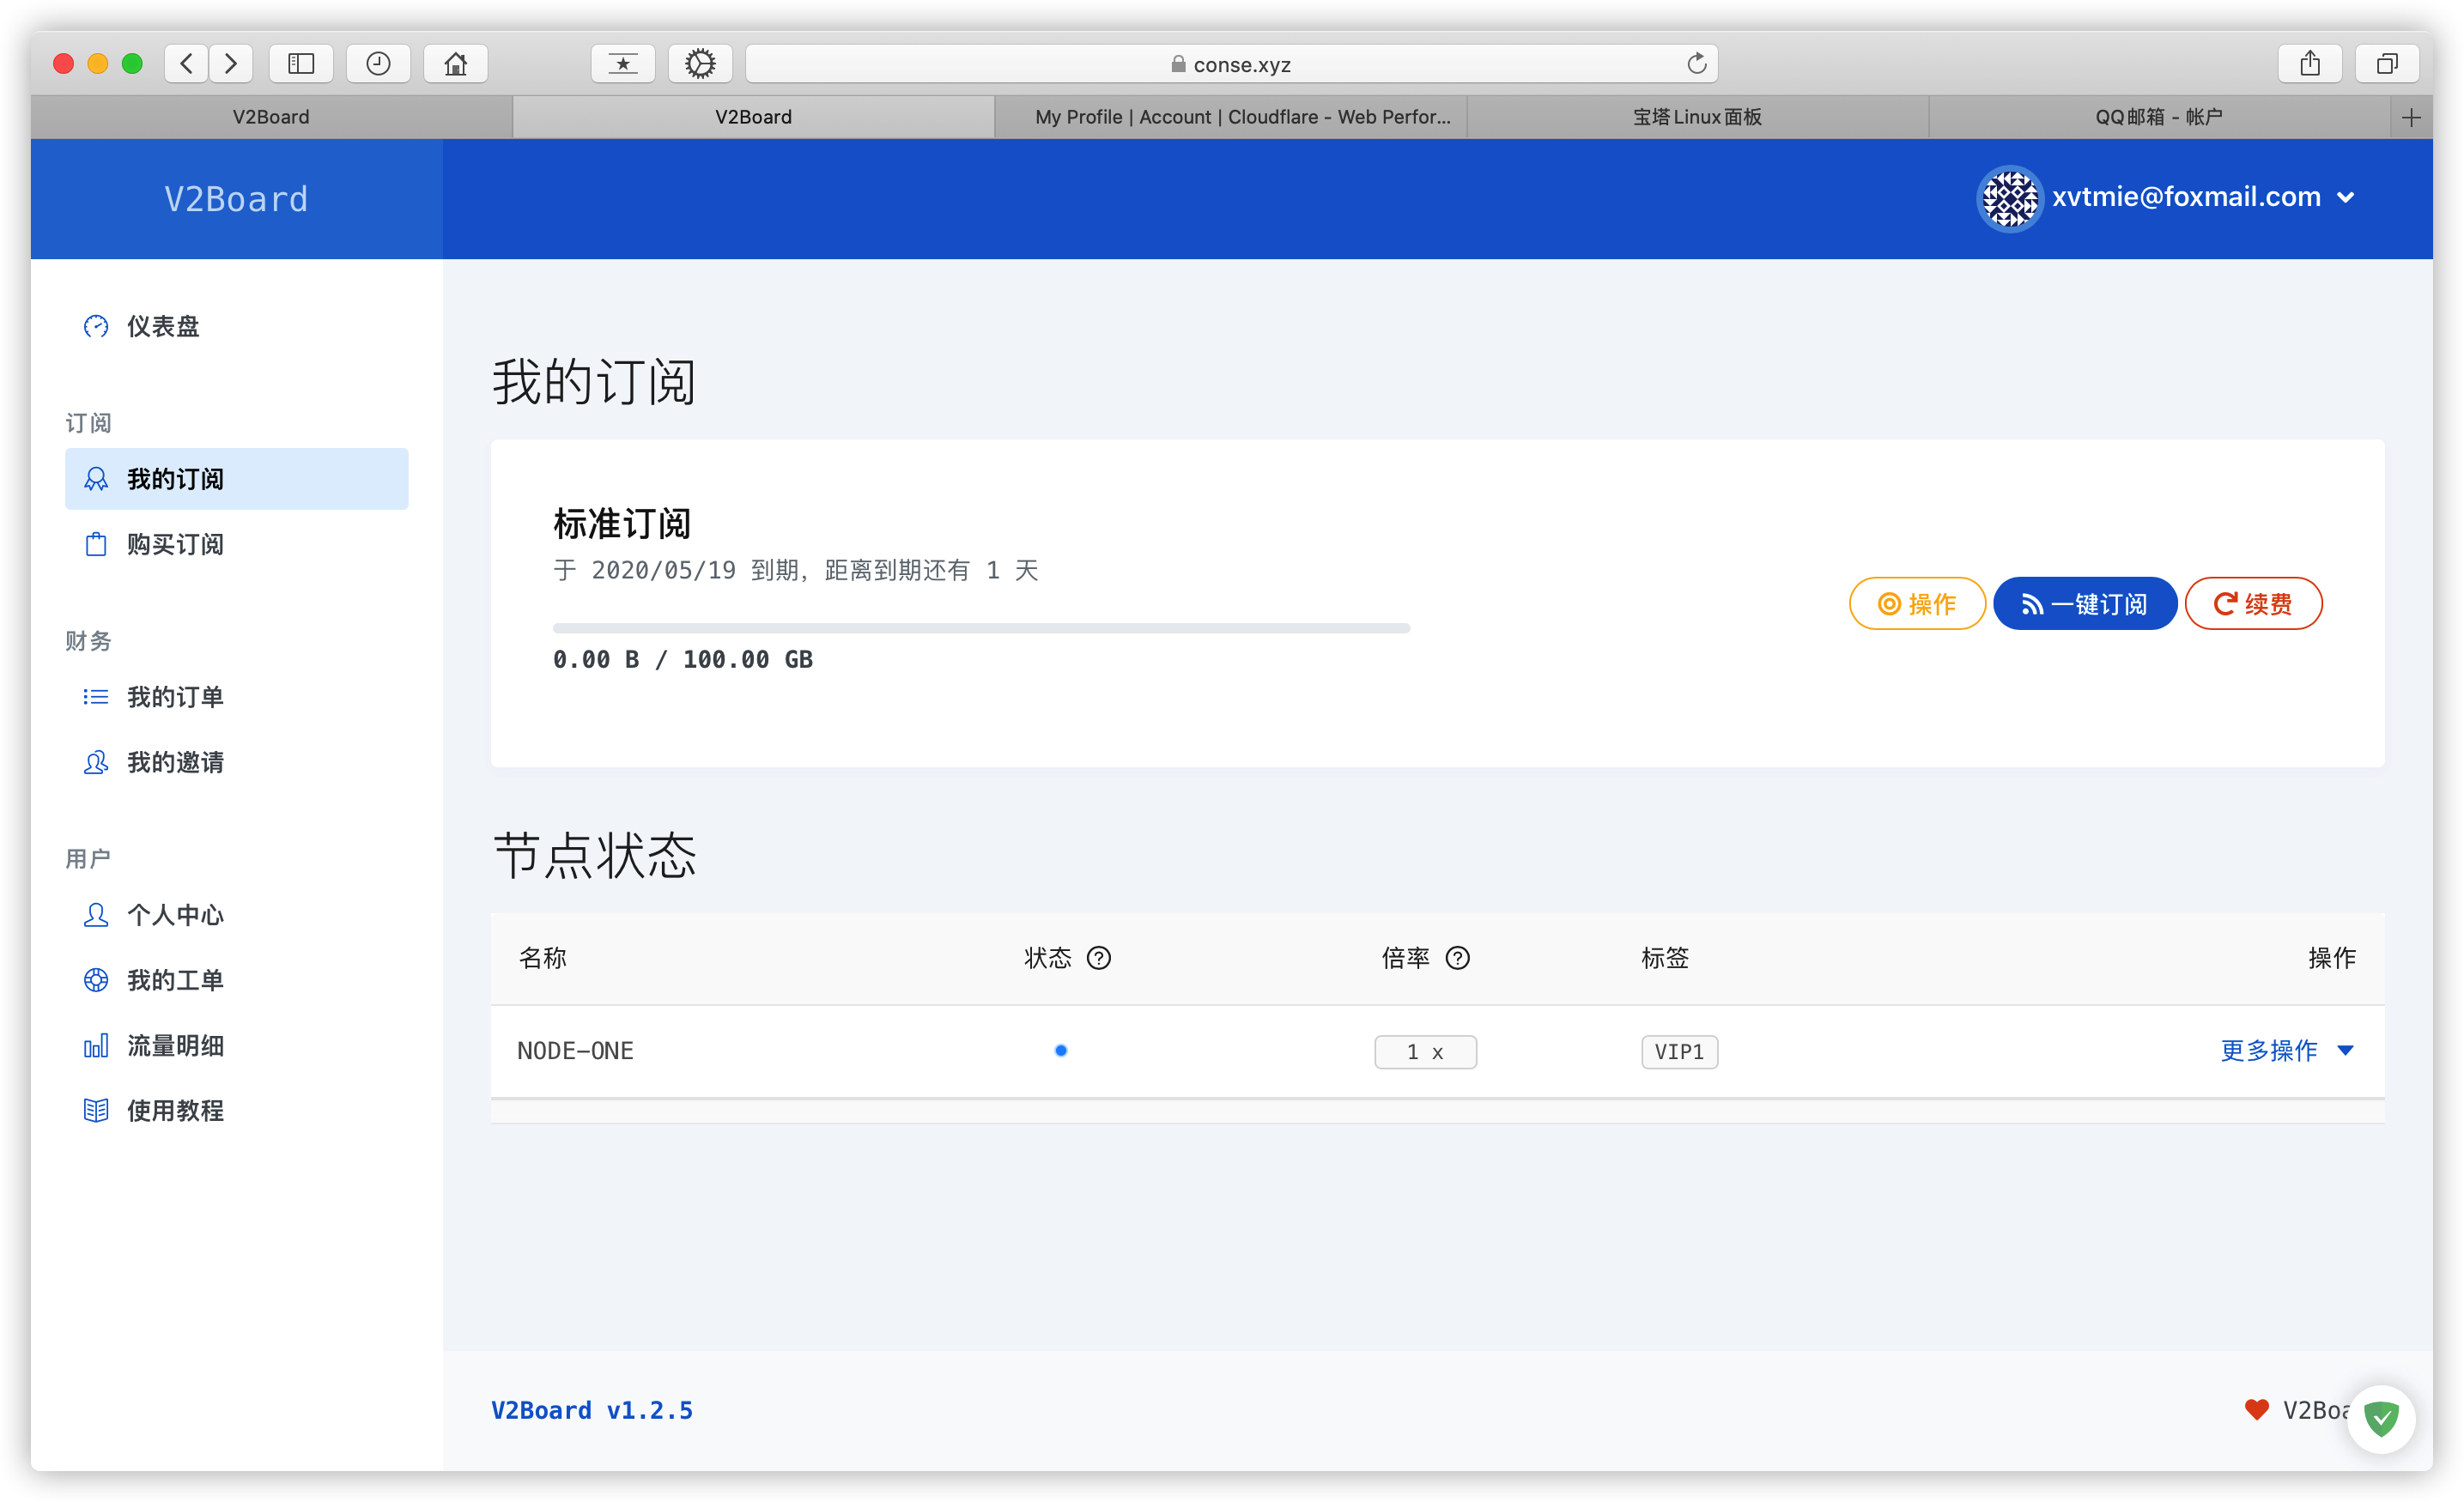 conse.xyz
V2Board
V2Board
My Profile | Account | Cloudflare - Web Perfor...
宝塔Linux面板
QQ邮箱 - 帐户
V2Board
xvtmie@foxmail.com
仪表盘
订阅
我的订阅
购买订阅
财务
我的订单
我的邀请
用户
个人中心
我的工单
流量明细
使用教程
我的订阅
标准订阅
于 2020/05/19 到期，距离到期还有 1 天
0.00 B / 100.00 GB
操作 一键订阅 续费
节点状态
名称 状态 倍率 标签 操作
NODE-ONE 1 x VIP1 更多操作
V2Board v1.2.5
V2Boa